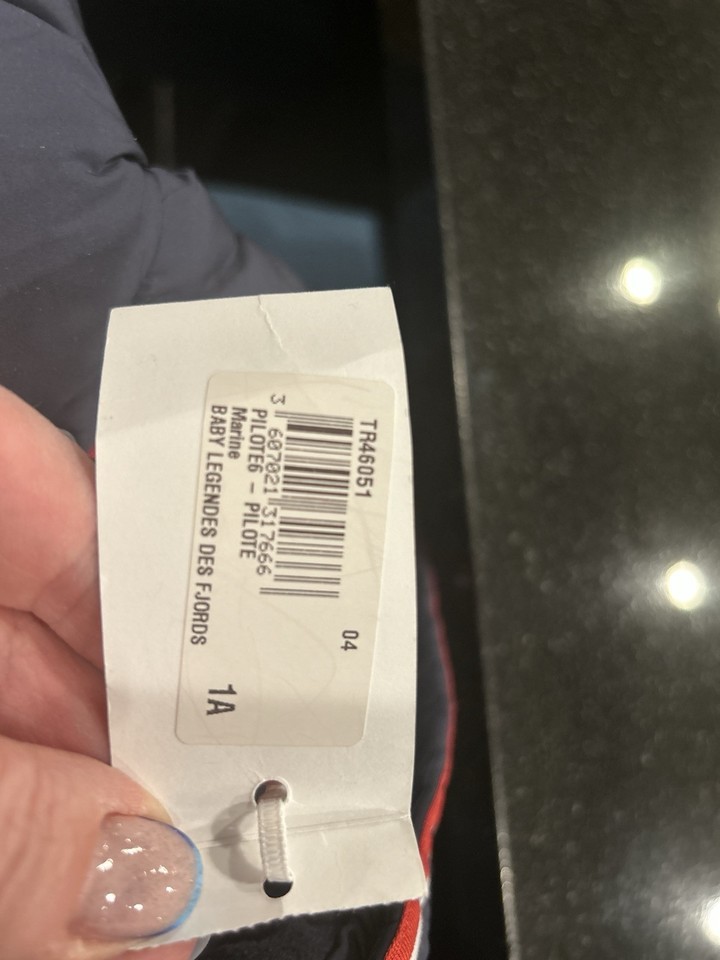 TR46051 04
3 607021 317666
PILOTE6 - PILOTE
Marine
BABY LEGENDES DES FJORDS
1A